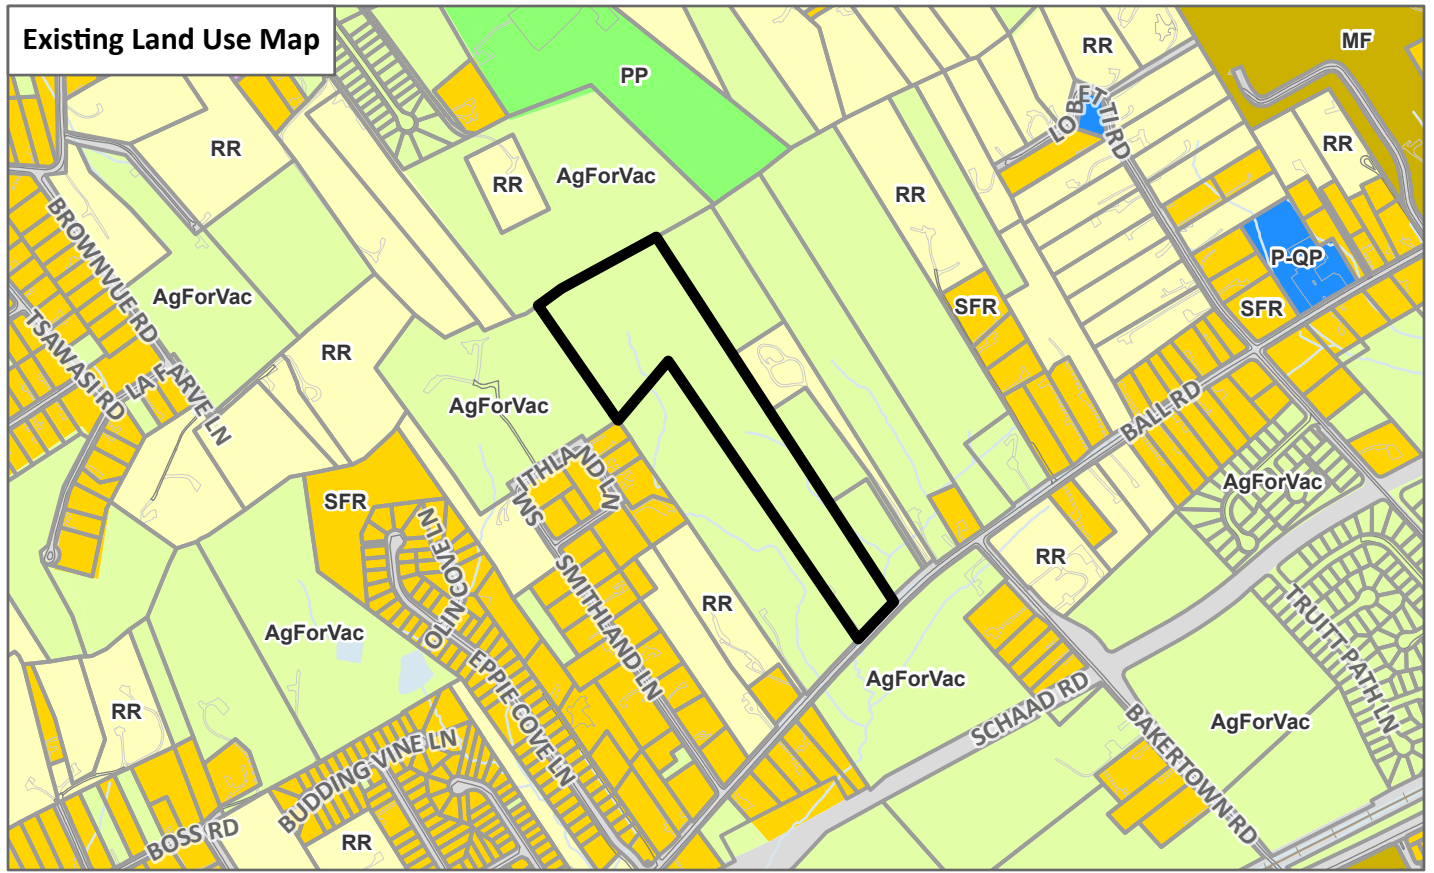 Existing Land Use Map
MF
RR
PP
LOBETTI RD
RR
RR
AgForVac
RR
RR
BROWNVUE RD
P-QP
AgForVac
SFR
SFR
TSAWASI RD
RR
LA FARVE LN
AgForVac
BALL RD
SMITHLAND LN
AgForVac
SFR
OLIN COVE LN
RR
SMITHLAND LN
RR
TRUITT PATH LN
AgForVac
EPPIE COVE LN
AgForVac
SCHAAD RD
RR
AgForVac
BAKERTOWN RD
BUDDING VINE LN
BOSS RD
RR